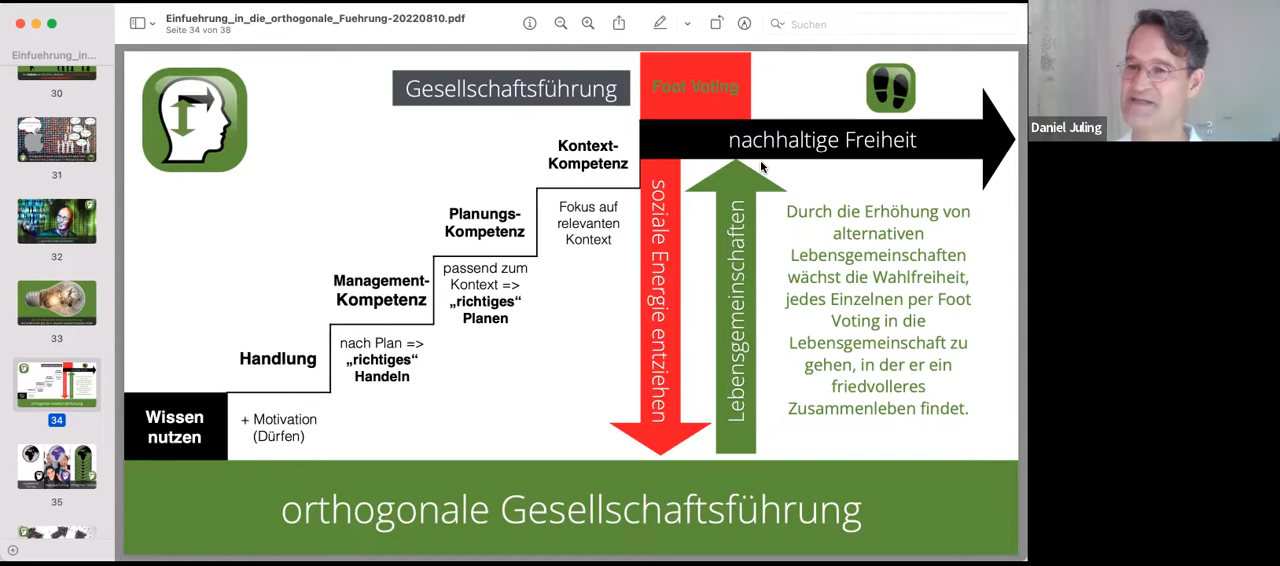 Einfuehrung_in_die_orthogonale_Fuehrung-20220810.pdf
Seite 34 von 38
Suchen
Einfuehrung_in...
30
31
32
33
34
35
Daniel Juling
Gesellschaftsführung
Foot Voting
nachhaltige Freiheit
Kontext-
Kompetenz
Fokus auf
relevanten
Kontext
Planungs-
Kompetenz
passend zum
Kontext =>
„richtiges“
Planen
Management-
Kompetenz
nach Plan =>
„richtiges“
Handeln
Handlung
+ Motivation
(Dürfen)
Wissen
nutzen
soziale Energie entziehen
Lebensgemeinschaften
Durch die Erhöhung von
alternativen
Lebensgemeinschaften
wächst die Wahlfreiheit,
jedes Einzelnen per Foot
Voting in die
Lebensgemeinschaft zu
gehen, in der er ein
friedvolleres
Zusammenleben findet.
orthogonale Gesellschaftsführung